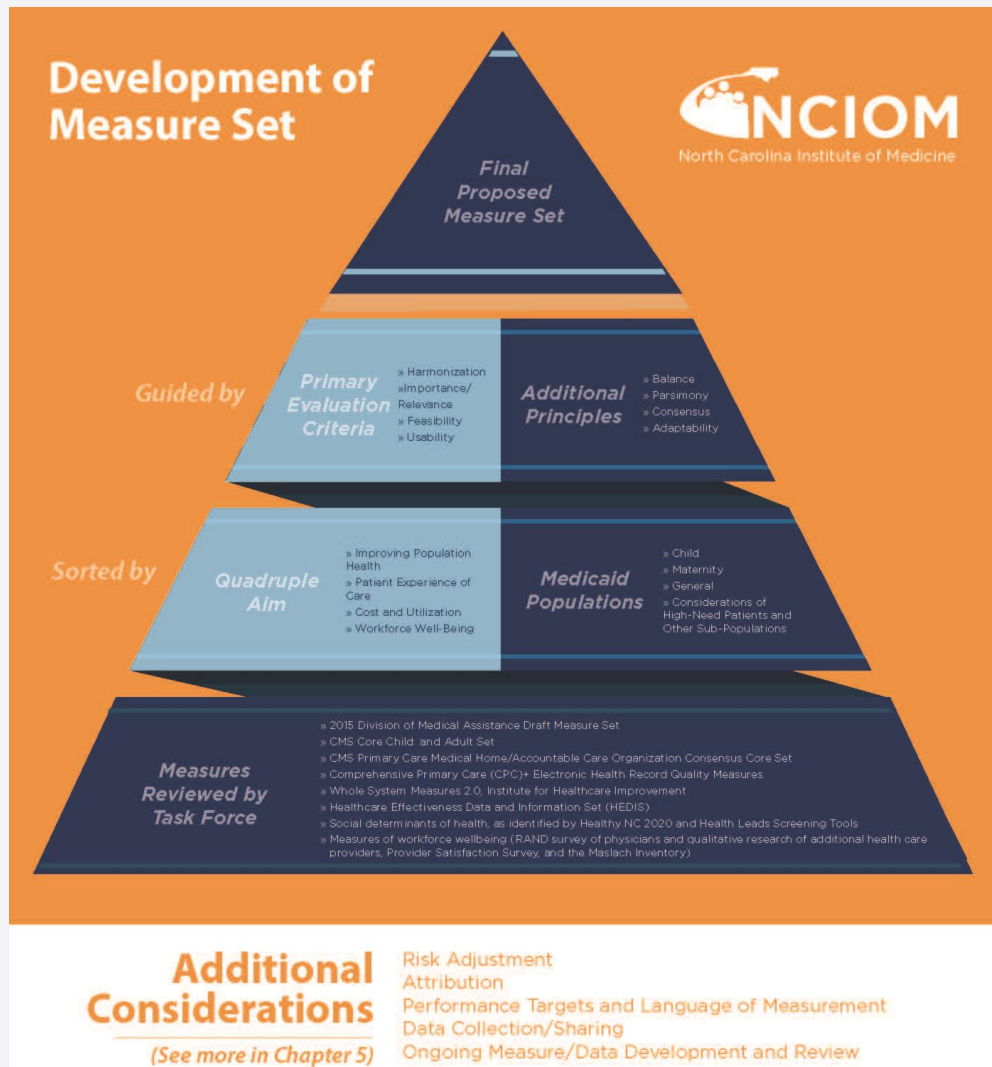 Development of
Measure Set
NCIOM
North Carolina Institute of Medicine
Final
Proposed
Measure Set
Guided by
Primary
Evaluation
Criteria
» Harmonization
»Importance/
Relevance
» Feasibility
» Usability
Additional
Principles
» Balance
» Parsimony
» Consensus
» Adaptability
Sorted by
Quadruple
Aim
» Improving Population
Health
» Patient Experience of
Care
» Cost and Utilization
» Workforce Well-Being
Medicaid
Populations
» Child
» Maternity
» General
» Considerations of
High-Need Patients and
Other Sub-Populations
Measures
Reviewed by
Task Force
» 2015 Division of Medical Assistance Draft Measure Set
» CMS Core Child and Adult Set
» CMS Primary Care Medical Home/Accountable Care Organization Consensus Core Set
» Comprehensive Primary Care (CPC)+ Electronic Health Record Quality Measures
» Whole System Measures 2.0, Institute for Healthcare Improvement
» Healthcare Effectiveness Data and Information Set (HEDIS)
» Social determinants of health, as identified by Healthy NC 2020 and Health Leads Screening Tools
» Measures of workforce wellbeing (RAND survey of physicians and qualitative research of additional health care
providers, Provider Satisfaction Survey, and the Maslach Inventory)
Additional
Considerations
(See more in Chapter 5)
Risk Adjustment
Attribution
Performance Targets and Language of Measurement
Data Collection/Sharing
Ongoing Measure/Data Development and Review